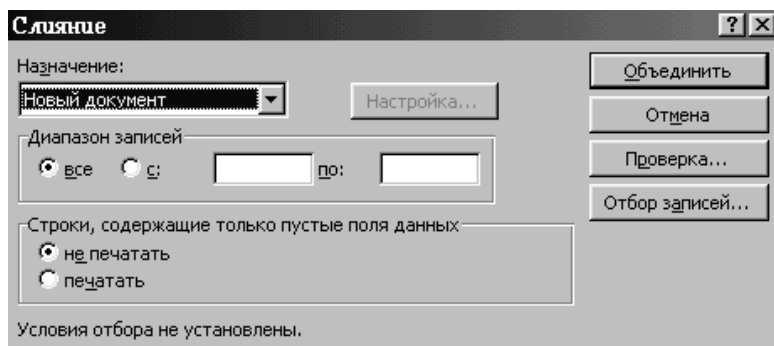 Слияние
Назначение:
Новый документ
Настройка...
Диапазон записей
все с: по:
Строки, содержащие только пустые поля данных
не печатать
печатать
Условия отбора не установлены.
Объединить
Отмена
Проверка...
Отбор записей...